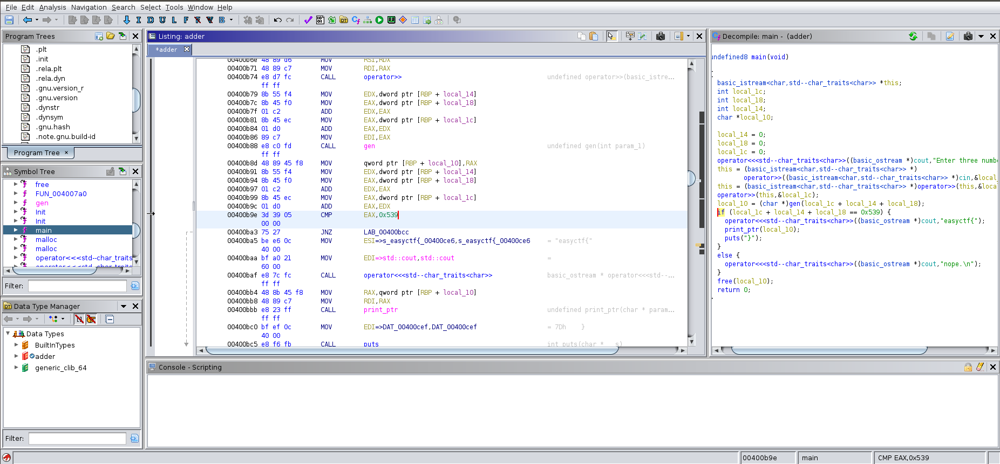 File Edit Analysis Navigation Search Select Tools Window Help
I D U L F R V B
Program Trees
.plt
.init
.rela.plt
.rela.dyn
.gnu.version_r
.gnu.version
.dynstr
.dynsym
.gnu.hash
.note.gnu.build-id
Program Tree ×
Symbol Tree
free
FUN_004007a0
gen
Init
Init
main
malloc
malloc
operator<<<std--char_traits
Filter:
Data Type Manager
Data Types
BuiltInTypes
adder
generic_clib_64
Filter:
Listing: adder
*adder
00400b6e 48 89 d6 MOV RSI,RDX
00400b71 48 89 c7 MOV RDI,RAX
00400b74 e8 d7 fc CALL operator>> undefined operator>>(basic_istre...
ff ff
00400b79 8b 55 f4 MOV EDX,dword ptr [RBP + local_14]
00400b7c 8b 45 f0 MOV EAX,dword ptr [RBP + local_18]
00400b7f 01 c2 ADD EDX,EAX
00400b81 8b 45 ec MOV EAX,dword ptr [RBP + local_1c]
00400b84 01 d0 ADD EAX,EDX
00400b86 89 c7 MOV EDI,EAX
00400b88 e8 c0 fd CALL gen undefined gen(int param_1)
ff ff
00400b8d 48 89 45 f8 MOV qword ptr [RBP + local_10],RAX
00400b91 8b 55 f4 MOV EDX,dword ptr [RBP + local_14]
00400b94 8b 45 f0 MOV EAX,dword ptr [RBP + local_18]
00400b97 01 c2 ADD EDX,EAX
00400b99 8b 45 ec MOV EAX,dword ptr [RBP + local_1c]
00400b9c 01 d0 ADD EAX,EDX
00400b9e 3d 39 05 CMP EAX,0x539
00 00
00400ba3 75 27 JNZ LAB_00400bcc
00400ba5 be e6 0c MOV ESI=>s_easyctf{_00400ce6,s_easyctf{_00400ce6 = "easyctf{"
40 00
00400baa bf a0 21 MOV EDI=>std::cout,std::cout =
60 00
00400baf e8 7c fc CALL operator<<<std--char_traits<char>> basic_ostream * operator<<<std--...
ff ff
00400bb4 48 8b 45 f8 MOV RAX,qword ptr [RBP + local_10]
00400bb8 48 89 c7 MOV RDI,RAX
00400bbb e8 23 ff CALL print_ptr undefined print_ptr(char * param...
ff ff
00400bc0 bf ef 0c MOV EDI=>DAT_00400cef,DAT_00400cef = 7Dh }
40 00
00400bc5 e8 f6 fb CALL puts int puts(char * __s)
Decompile: main - (adder)
undefined8 main(void)
{
basic_istream<char,std--char_traits<char>> *this;
int local_1c;
int local_18;
int local_14;
char *local_10;
local_14 = 0;
local_18 = 0;
local_1c = 0;
operator<<<std--char_traits<char>>((basic_ostream *)cout,"Enter three numbe
this = (basic_istream<char,std--char_traits<char>> *)
operator>>((basic_istream<char,std--char_traits<char>> *)cin,&local_
this = (basic_istream<char,std--char_traits<char>> *)operator>>(this,&loca
operator>>(this,&local_1c);
local_10 = (char *)gen(local_1c + local_14 + local_18);
if (local_1c + local_14 + local_18 == 0x539) {
operator<<<std--char_traits<char>>((basic_ostream *)cout,"easyctf{");
print_ptr(local_10);
puts("}");
}
else {
operator<<<std--char_traits<char>>((basic_ostream *)cout,"nope.\n");
}
free(local_10);
return 0;
Console - Scripting
00400b9e main CMP EAX,0x539